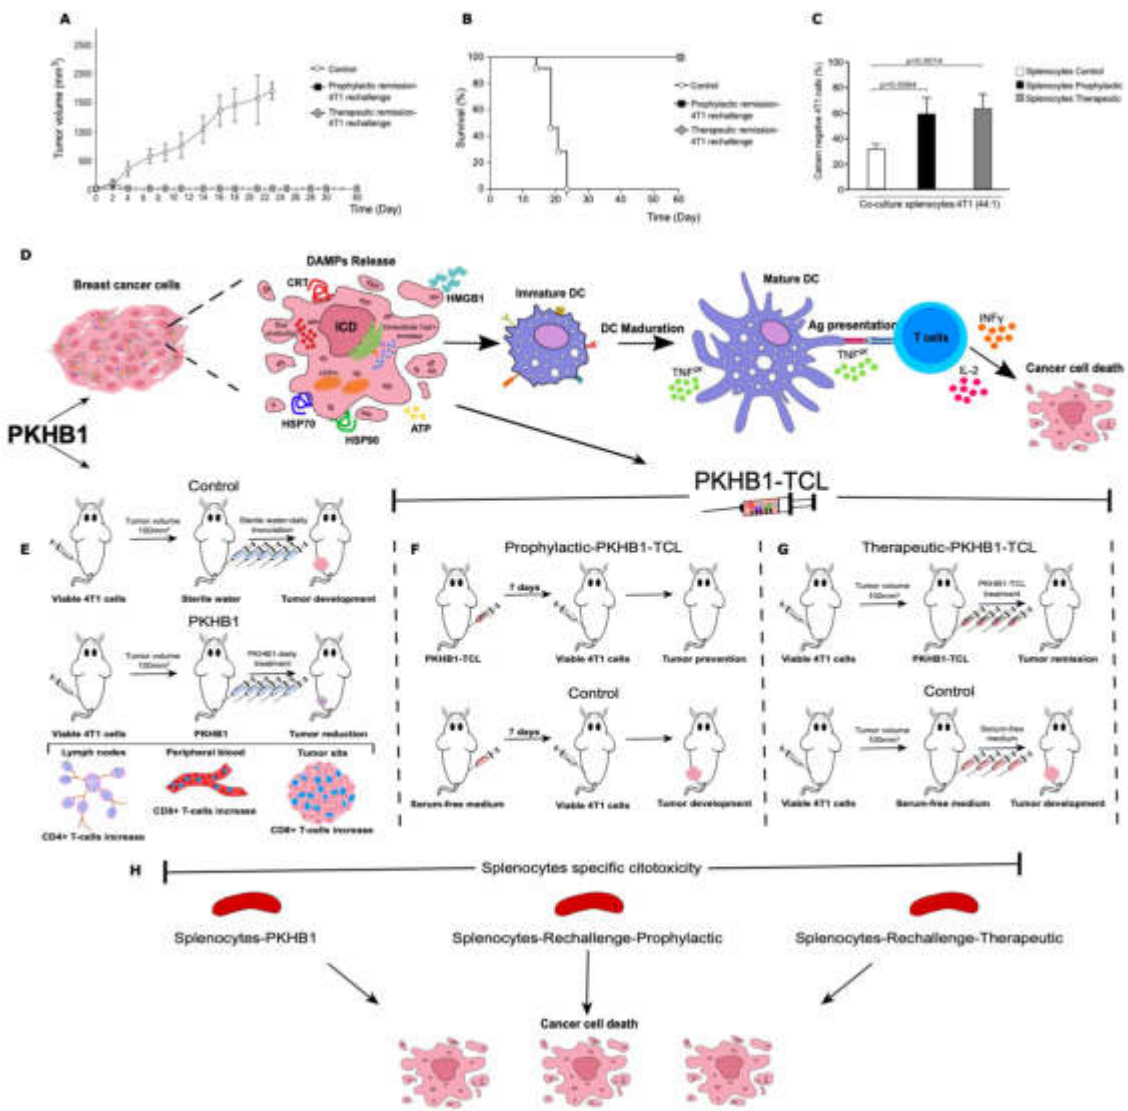 A
Tumor volume (mm³)
2500
2000
1500
1000
500
0
0 2 4 6 8 10 12 14 16 18 20 22 24 26 28 30 60
Time (Day)
Control
Prophylactic remission-
4T1 rechallenge
Therapeutic remission-
4T1 rechallenge
B
Survival (%)
100
80
60
40
20
0
0 10 20 30 40 50 60
Time (Day)
Control
Prophylactic remission-
4T1 rechallenge
Therapeutic remission-
4T1 rechallenge
C
Calcein negative 4T1 cells (%)
100
80
60
40
20
0
Co-culture splenocytes-4T1 (44:1)
Splenocytes Control
Splenocytes Prophylactic
Splenocytes Therapeutic
D
Breast cancer cells
DAMPs Release
CRT
HMGB1
ICD
HSP70
HSP90
ATP
Immature DC
DC Maduration
Mature DC
TNFα
Ag presentation
TNFα
T cells
INFγ
IL-2
Cancer cell death
PKHB1
PKHB1-TCL
E
Control
Tumor volume
100mm³
Sterile water-daily
inoculation
Viable 4T1 cells
Sterile water
Tumor development
PKHB1
Tumor volume
100mm³
PKHB1-daily
treatment
Viable 4T1 cells
PKHB1
Tumor reduction
Lymph nodes
Peripheral blood
Tumor site
CD4+ T-cells increase
CD8+ T-cells increase
CD8+ T-cells increase
F
Prophylactic-PKHB1-TCL
7 days
PKHB1-TCL
Viable 4T1 cells
Tumor prevention
Control
7 days
Serum-free medium
Viable 4T1 cells
Tumor development
G
Therapeutic-PKHB1-TCL
Tumor volume
100mm³
PKHB1-TCL
treatment
Viable 4T1 cells
PKHB1-TCL
Tumor remission
Control
Tumor volume
100mm³
Serum-free
medium
Viable 4T1 cells
Serum-free medium
Tumor development
H
Splenocytes specific citotoxicity
Splenocytes-PKHB1
Splenocytes-Rechallenge-Prophylactic
Splenocytes-Rechallenge-Therapeutic
Cancer cell death